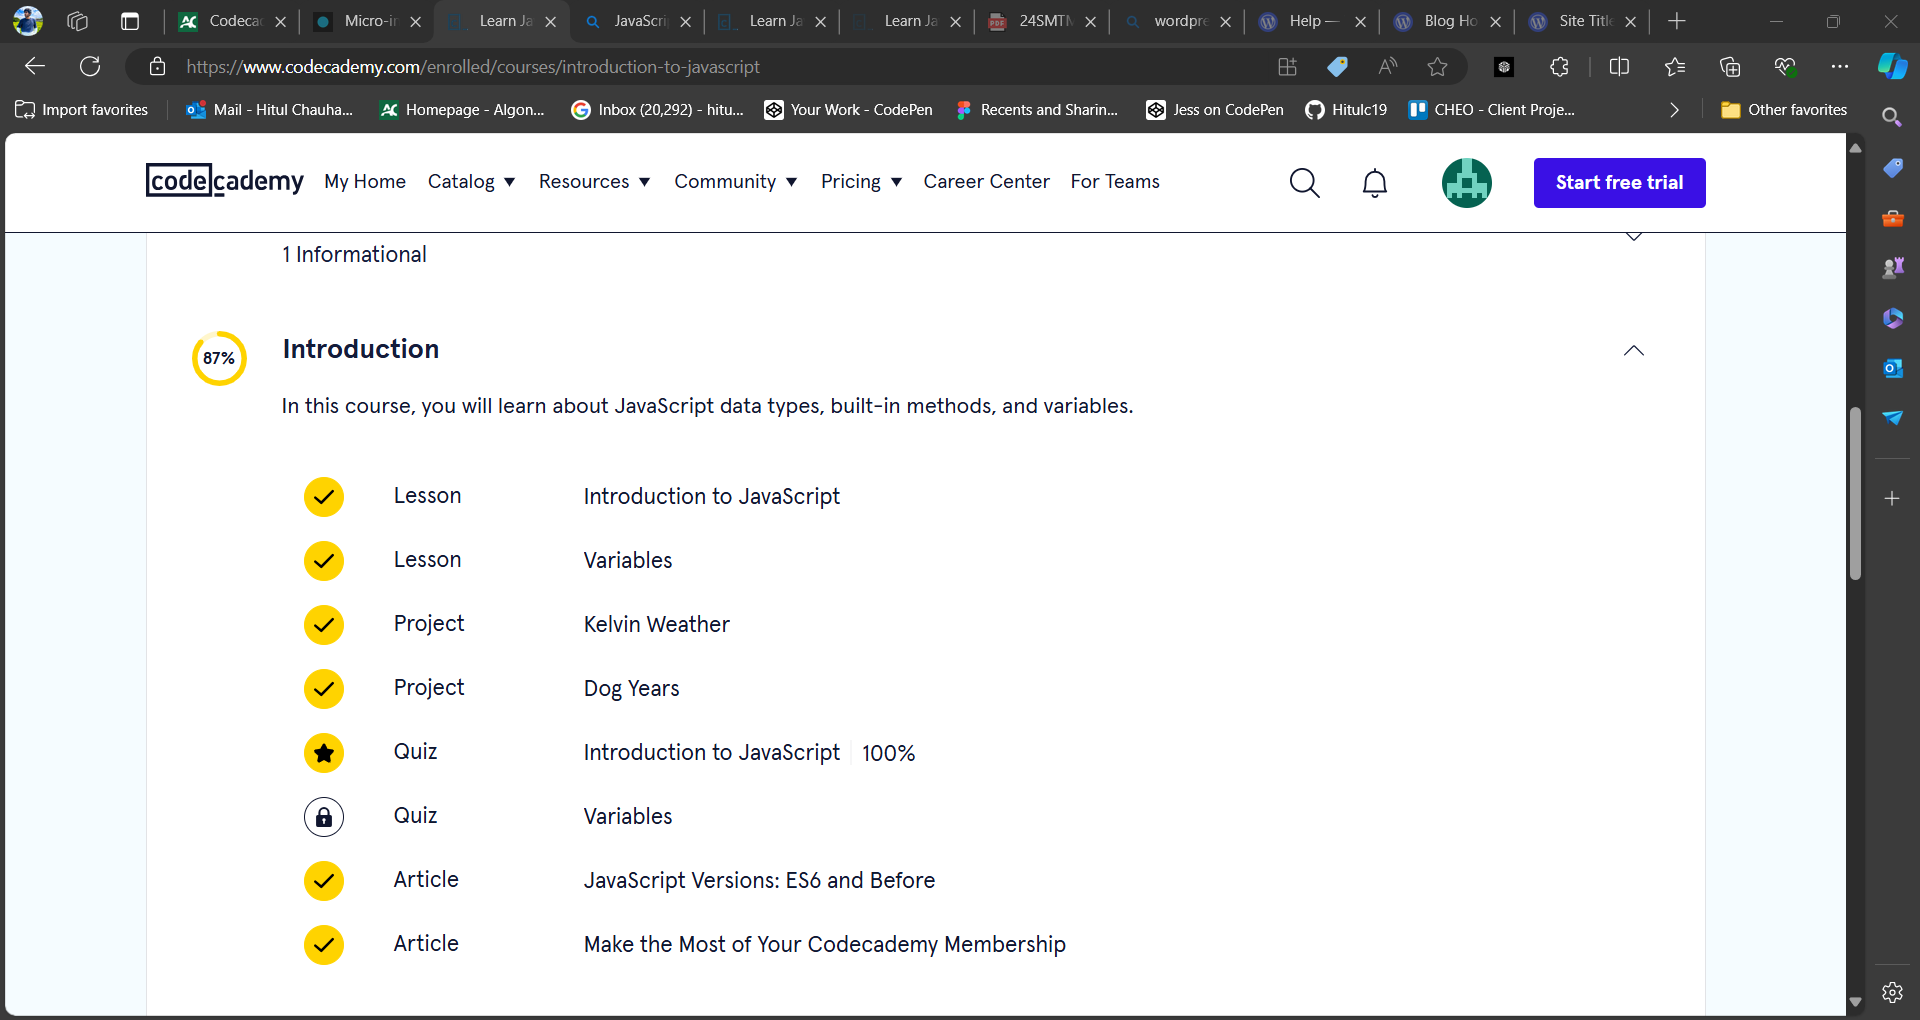 Codecac
Micro-in
Learn Ja
JavaScri
Learn Ja
Learn Ja
24SMTM
wordpre
Help —
Blog Ho
Site Title
https://www.codecademy.com/enrolled/courses/introduction-to-javascript
Import favorites
Mail - Hitul Chauha...
Homepage - Algon...
Inbox (20,292) - hitu...
Your Work - CodePen
Recents and Sharin...
Jess on CodePen
Hitulc19
CHEO - Client Proje...
Other favorites
codecademy
My Home
Catalog
Resources
Community
Pricing
Career Center
For Teams
Start free trial
1 Informational
87%
Introduction
In this course, you will learn about JavaScript data types, built-in methods, and variables.
Lesson Introduction to JavaScript
Lesson Variables
Project Kelvin Weather
Project Dog Years
Quiz Introduction to JavaScript 100%
Quiz Variables
Article JavaScript Versions: ES6 and Before
Article Make the Most of Your Codecademy Membership